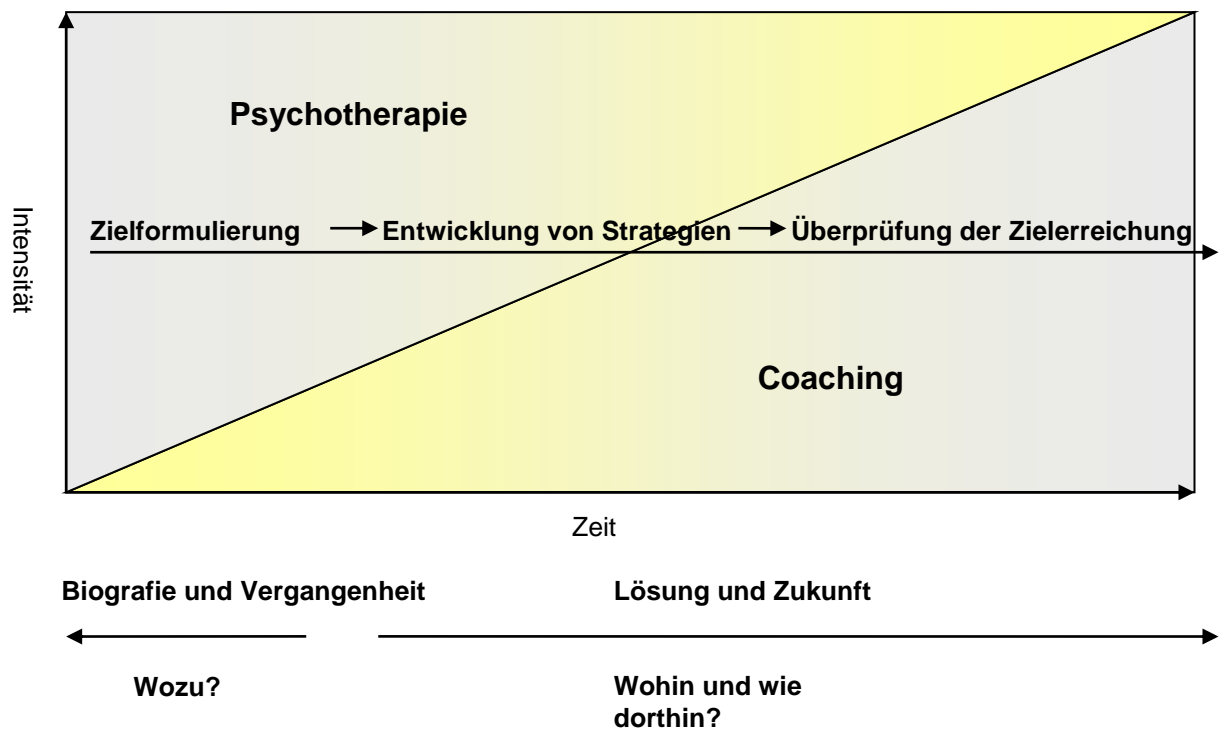 Psychotherapie
Intensität
Zielformulierung Entwicklung von Strategien Überprüfung der Zielerreichung
Coaching
Zeit
Biografie und Vergangenheit Lösung und Zukunft
Wozu? Wohin und wie
dorthin?